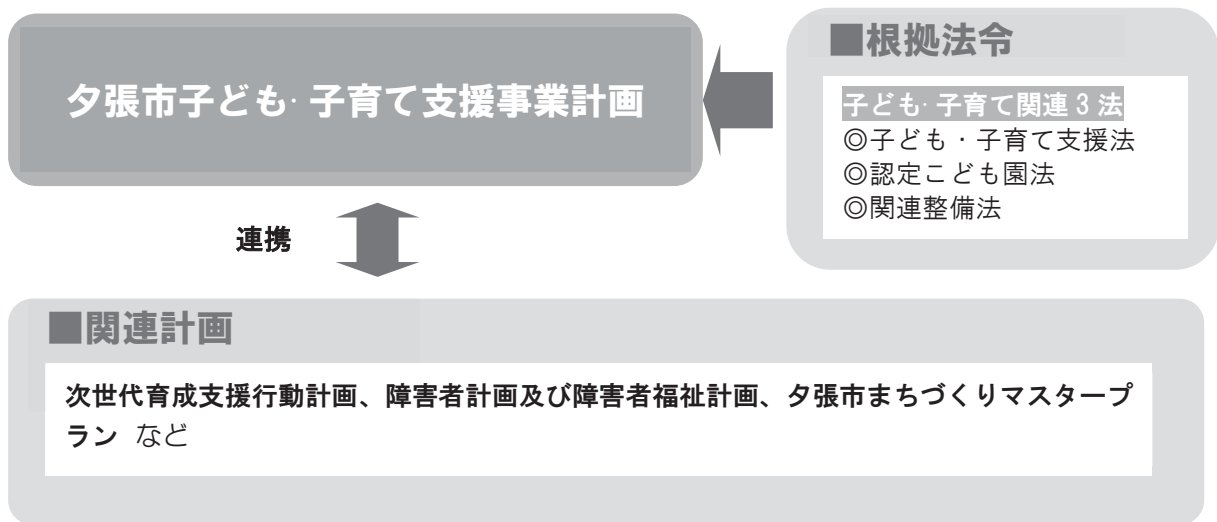 夕張市子ども・子育て支援事業計画
■根拠法令
子ども・子育て関連3法
◎子ども・子育て支援法
◎認定こども園法
◎関連整備法
連携
■関連計画
次世代育成支援行動計画、障害者計画及び障害者福祉計画、夕張市まちづくりマスタープ
ラン など